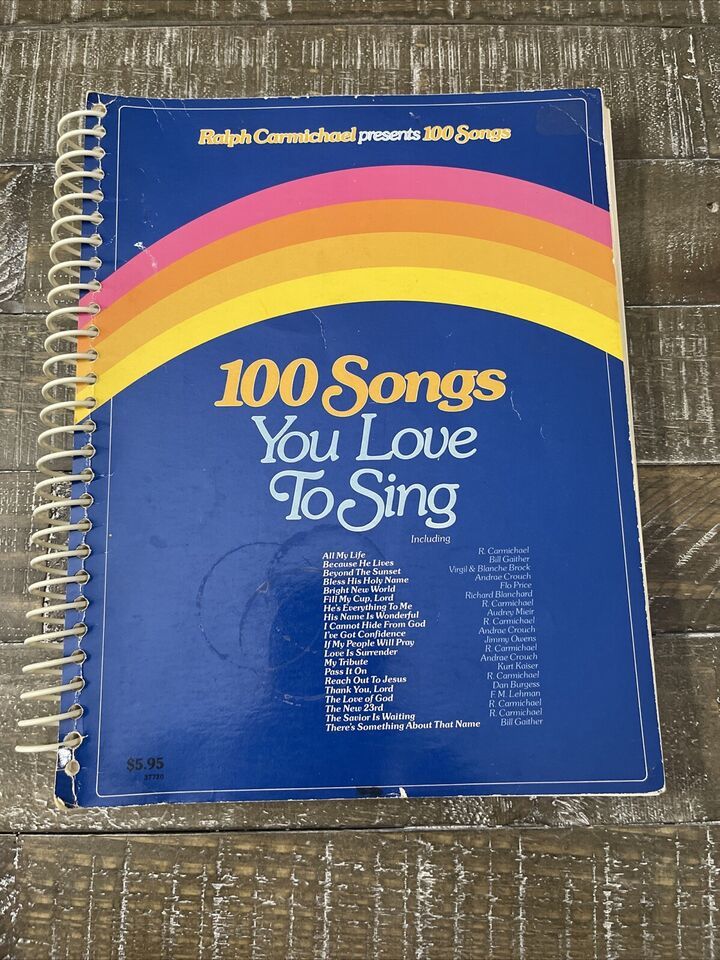 Ralph Carmichael presents 100 Songs
100 Songs
You Love
To Sing
Including
All My Life R. Carmichael
Because He Lives Bill Gaither
Beyond The Sunset Virgil & Blanche Brock
Bless His Holy Name Andrae Crouch
Bright New World Flo Price
Fill My Cup, Lord Richard Blanchard
He's Everything To Me R. Carmichael
His Name Is Wonderful Audrey Mieir
I Cannot Hide From God R. Carmichael
I've Got Confidence Andrae Crouch
If My People Will Pray Jimmy Owens
Love Is Surrender R. Carmichael
My Tribute Andrae Crouch
Pass It On Kurt Kaiser
Reach Out To Jesus R. Carmichael
Thank You, Lord Dan Burgess
The Love of God F. M. Lehman
The New 23rd R. Carmichael
The Savior Is Waiting R. Carmichael
There's Something About That Name Bill Gaither
$5.95
37720